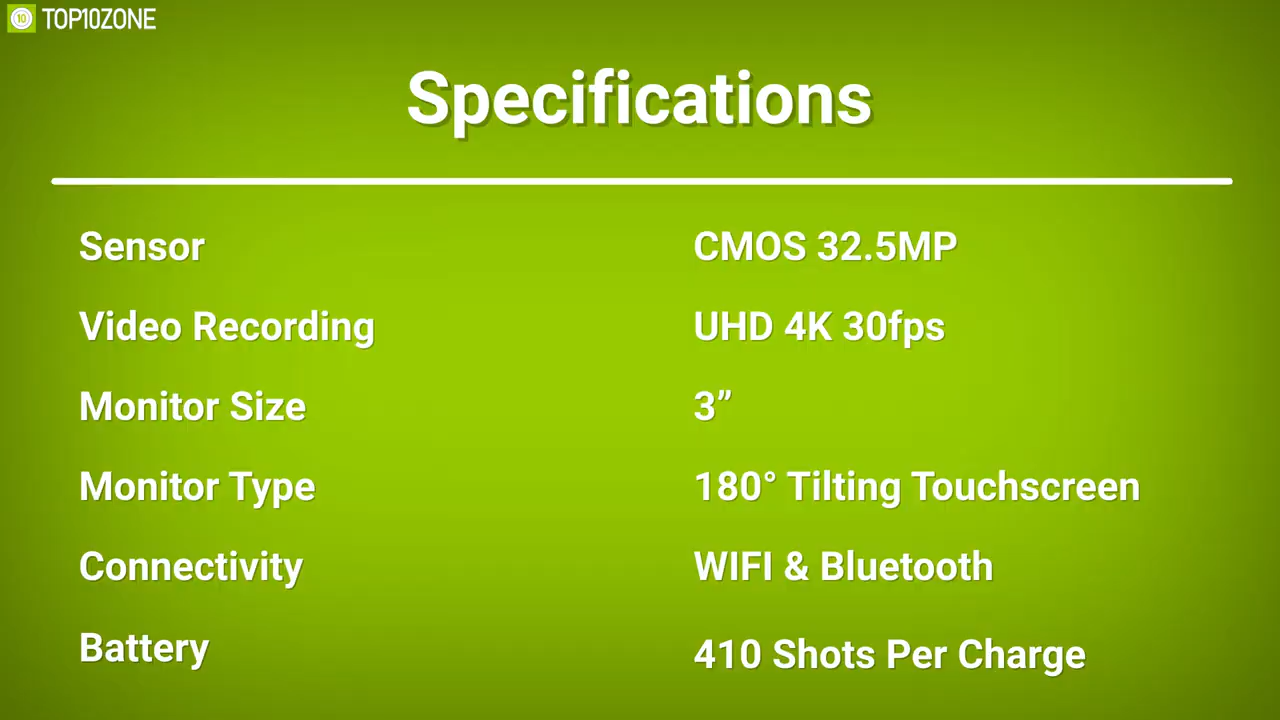 10 TOP10ZONE
Specifications
Sensor CMOS 32.5MP
Video Recording UHD 4K 30fps
Monitor Size 3”
Monitor Type 180° Tilting Touchscreen
Connectivity WIFI & Bluetooth
Battery 410 Shots Per Charge